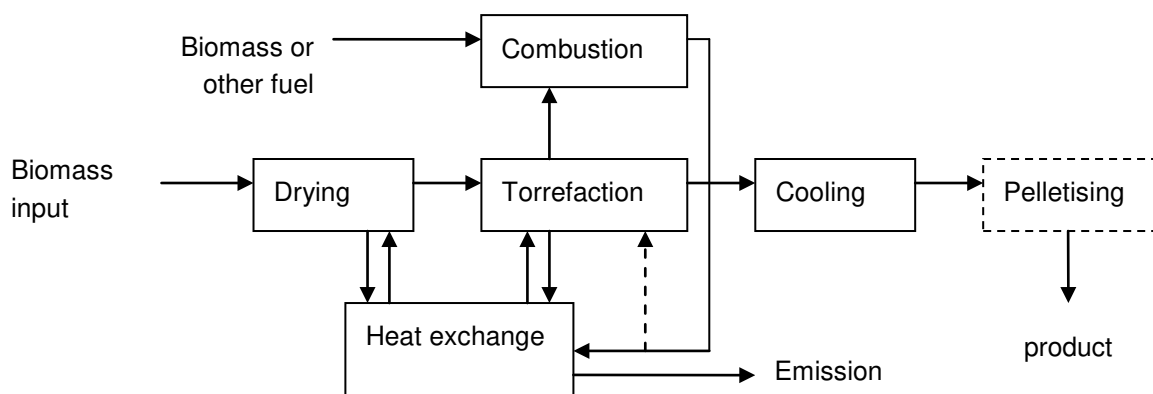 Biomass or
other fuel
Combustion
Biomass
input
Drying
Torrefaction
Cooling
Pelletising
Heat exchange
product
Emission